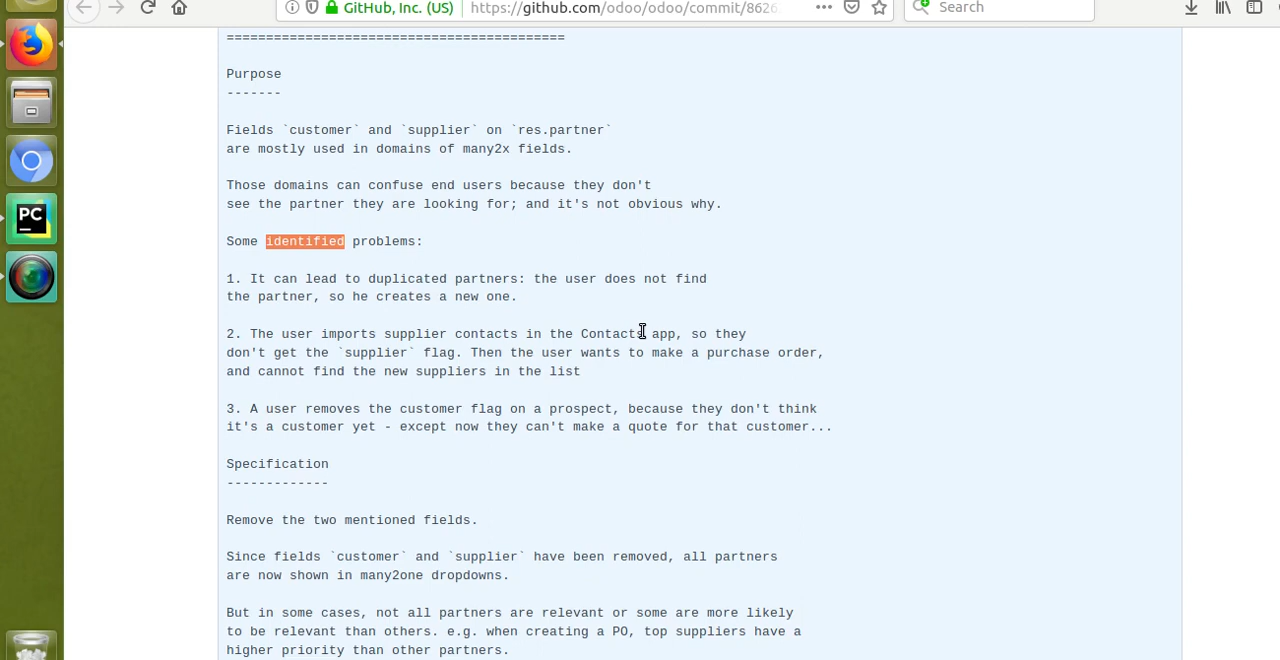 GitHub, Inc. (US) https://github.com/odoo/odoo/commit/8626 Search
===========================================
Purpose
-------
Fields `customer` and `supplier` on `res.partner`
are mostly used in domains of many2x fields.
Those domains can confuse end users because they don't
see the partner they are looking for; and it's not obvious why.
Some identified problems:
1. It can lead to duplicated partners: the user does not find
the partner, so he creates a new one.
2. The user imports supplier contacts in the Contacts app, so they
don't get the `supplier` flag. Then the user wants to make a purchase order,
and cannot find the new suppliers in the list
3. A user removes the customer flag on a prospect, because they don't think
it's a customer yet - except now they can't make a quote for that customer...
Specification
-------------
Remove the two mentioned fields.
Since fields `customer` and `supplier` have been removed, all partners
are now shown in many2one dropdowns.
But in some cases, not all partners are relevant or some are more likely
to be relevant than others. e.g. when creating a PO, top suppliers have a
higher priority than other partners.
PC